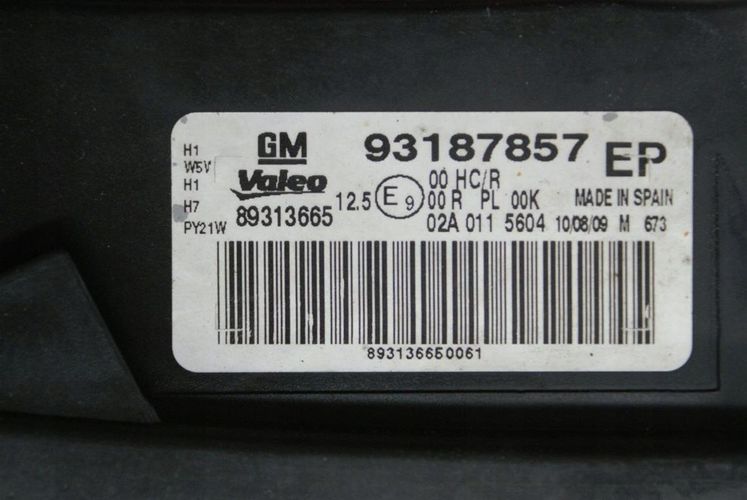 H1
W5W
H1
H7
PY21W
GM
Valeo
89313665
93187857 EP
12.5 E9
00 HC/R
00 R PL 00K MADE IN SPAIN
02A 011 5604 10/08/09 M 673
893136650061